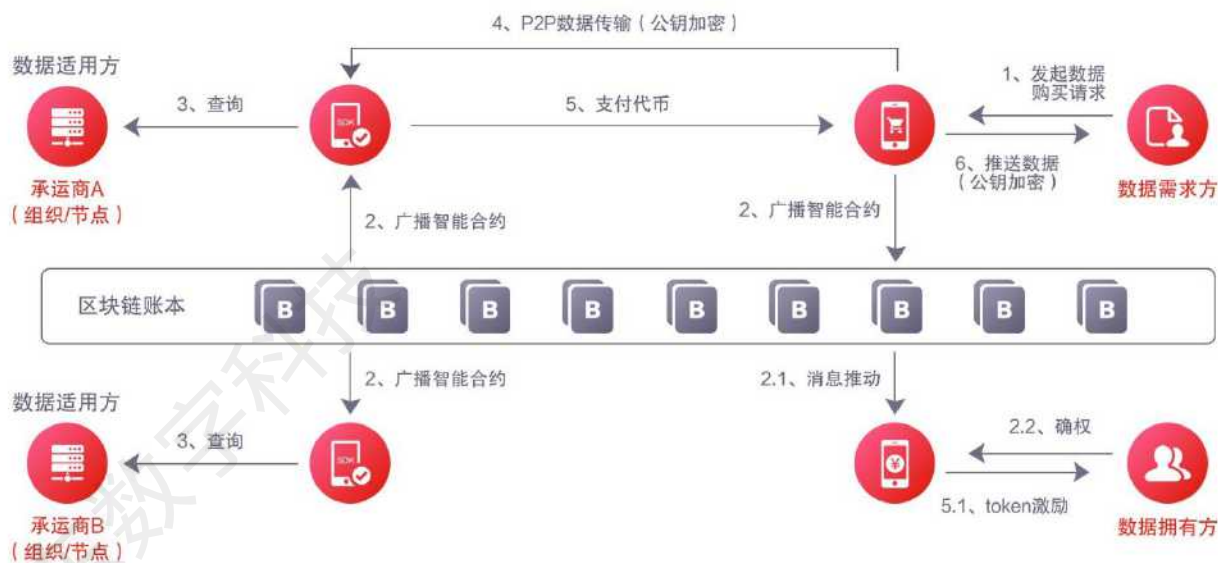 4、P2P数据传输（公钥加密）
数据适用方
3、查询
SDK
5、支付代币
1、发起数据
购买请求
6、推送数据
（公钥加密）
承运商A
（组织/节点）
数据需求方
2、广播智能合约
2、广播智能合约
区块链账本
B
B
B
B
B
B
B
B
B
2、广播智能合约
2.1、消息推动
数据适用方
3、查询
SDK
2.2、确权
¥
5.1、token激励
承运商B
（组织/节点）
数据拥有方
数字科技